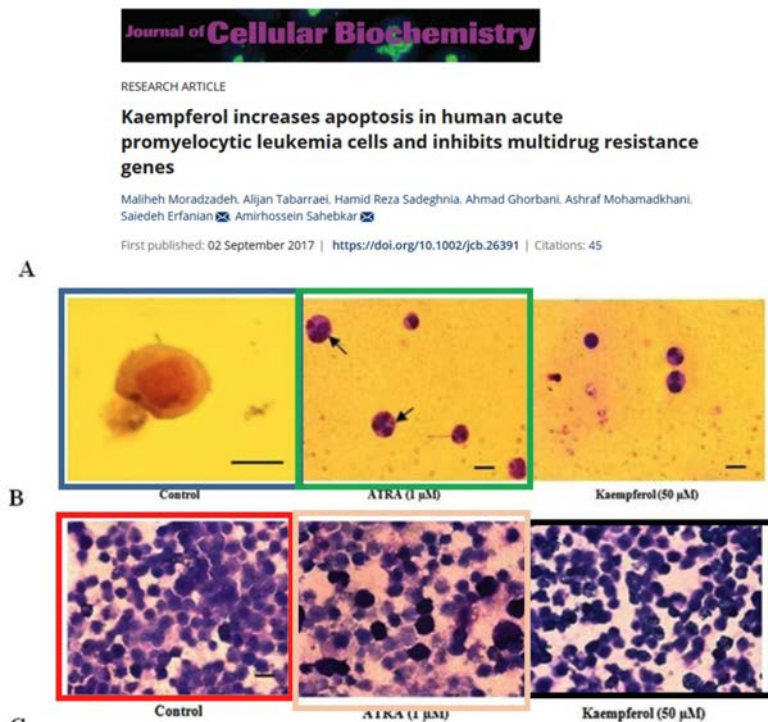 Journal of Cellular Biochemistry
RESEARCH ARTICLE
Kaempferol increases apoptosis in human acute
promyelocytic leukemia cells and inhibits multidrug resistance
genes
Maliheh Moradzadeh, Alijan Tabarraei, Hamid Reza Sadeghnia, Ahmad Ghorbani, Ashraf Mohamadkhani,
Saiedeh Erfanian, Amirhossein Sahebkar
First published: 02 September 2017 | https://doi.org/10.1002/jcb.26391 | Citations: 45
A
Control ATRA (1 µM) Kaempferol (50 µM)
B
Control ATRA (1 µM) Kaempferol (50 µM)